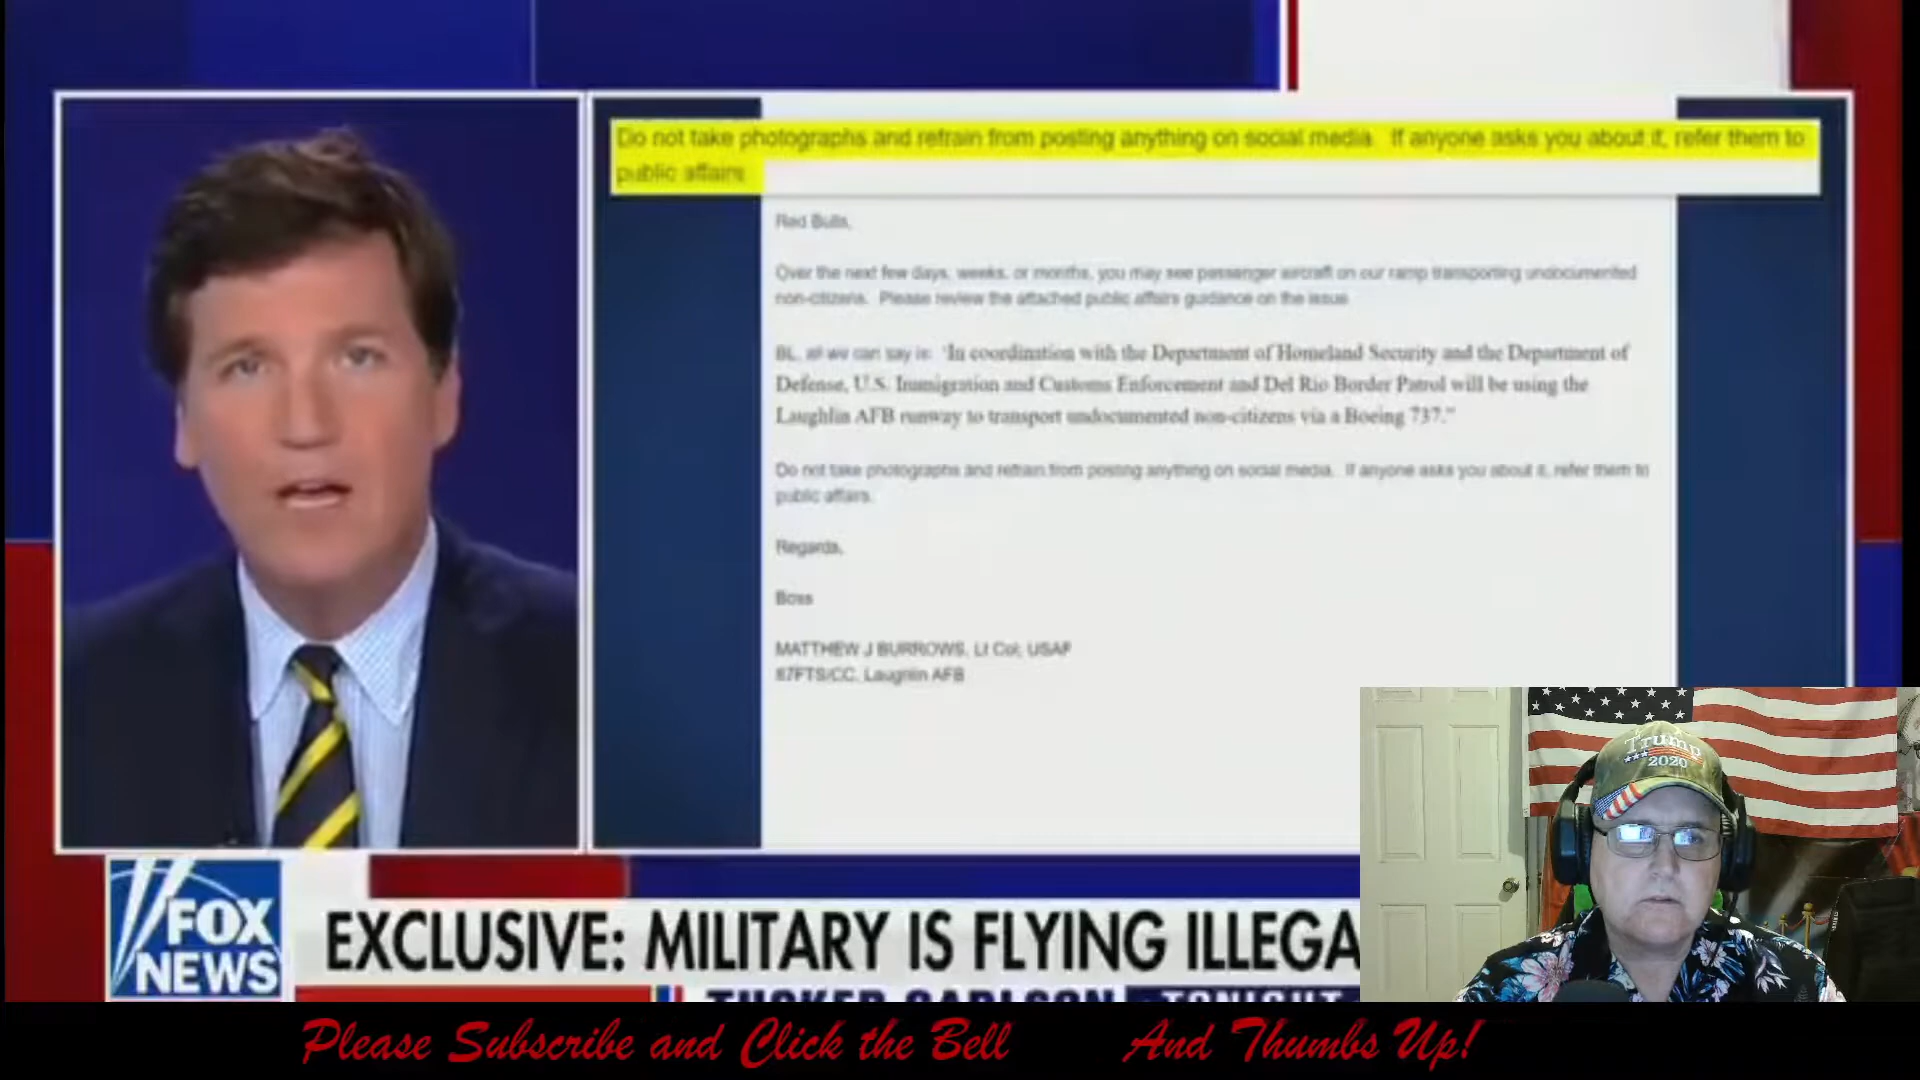 Do not take photographs and refrain from posting anything on social media. If anyone asks you about it, refer them to
public affairs.
Red Bulls,
Over the next few days, weeks, or months, you may see passenger aircraft on our ramp transporting undocumented
non-citizens. Please review the attached public affairs guidance on the issue.
BL, all we can say is: "In coordination with the Department of Homeland Security and the Department of
Defense, U.S. Immigration and Customs Enforcement and Del Rio Border Patrol will be using the
Laughlin AFB runway to transport undocumented non-citizens via a Boeing 737."
Do not take photographs and refrain from posting anything on social media. If anyone asks you about it, refer them to
public affairs.
Regards,
Boss
MATTHEW J BURROWS, Lt Col, USAF
87FTS/CC, Laughlin AFB
Trump
2020
FOX
NEWS
EXCLUSIVE: MILITARY IS FLYING ILLEGA
TUCKER CARLSON TONIGHT
Please Subscribe and Click the Bell And Thumbs Up!